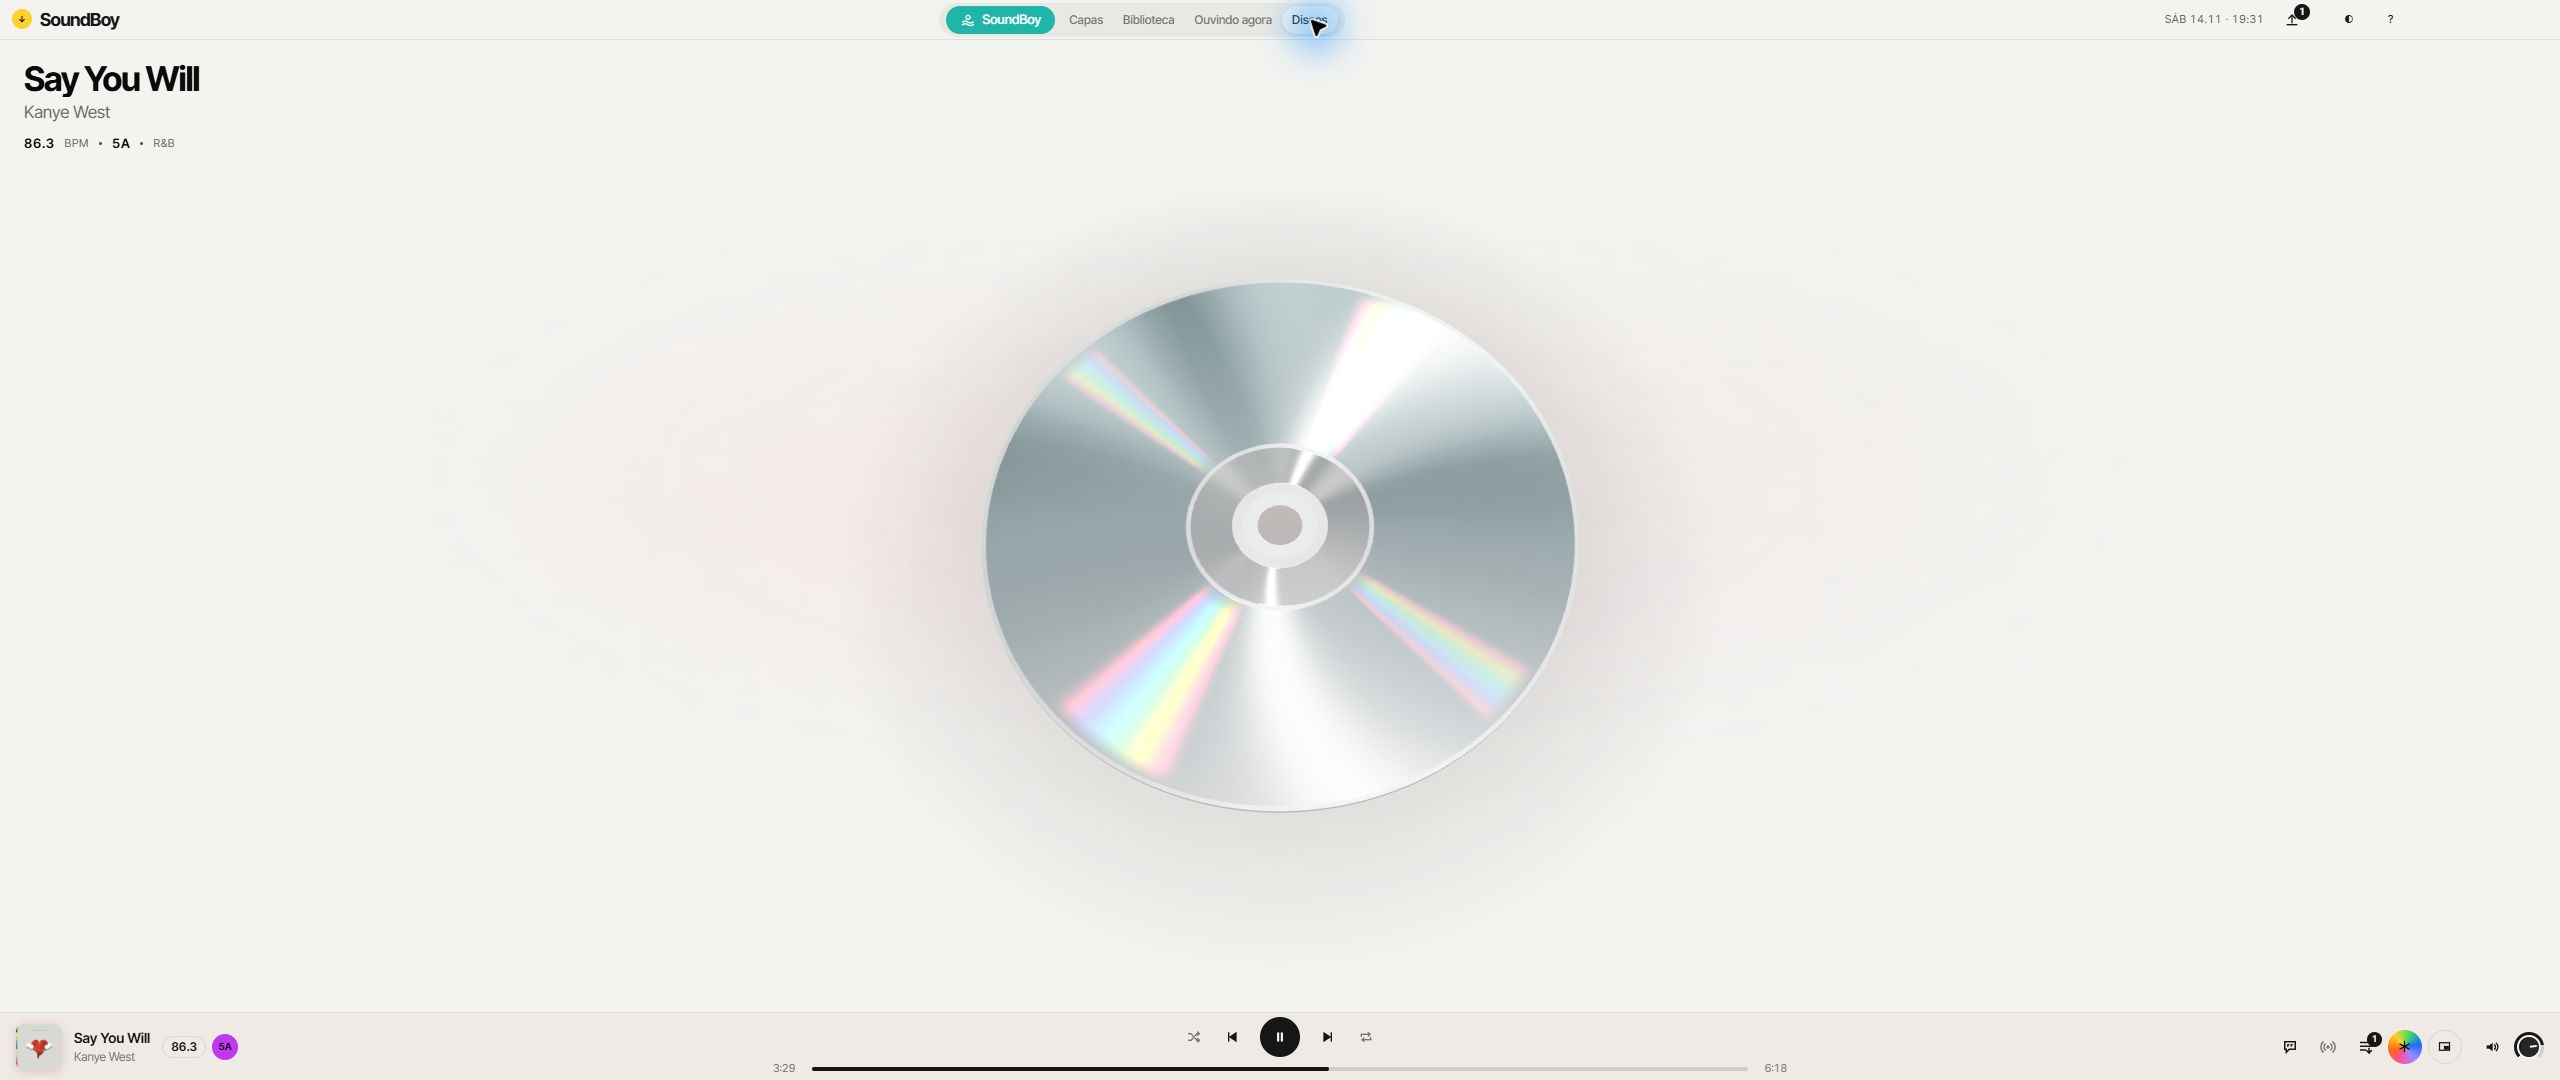 SoundBoy
SoundBoy Capas Biblioteca Ouvindo agora Discos
SÁB 14.11 · 19:31 1 ?
Say You Will
Kanye West
86.3 BPM • 5A • R&B
Say You Will
Kanye West
86.3 5A
3:29 6:18
1